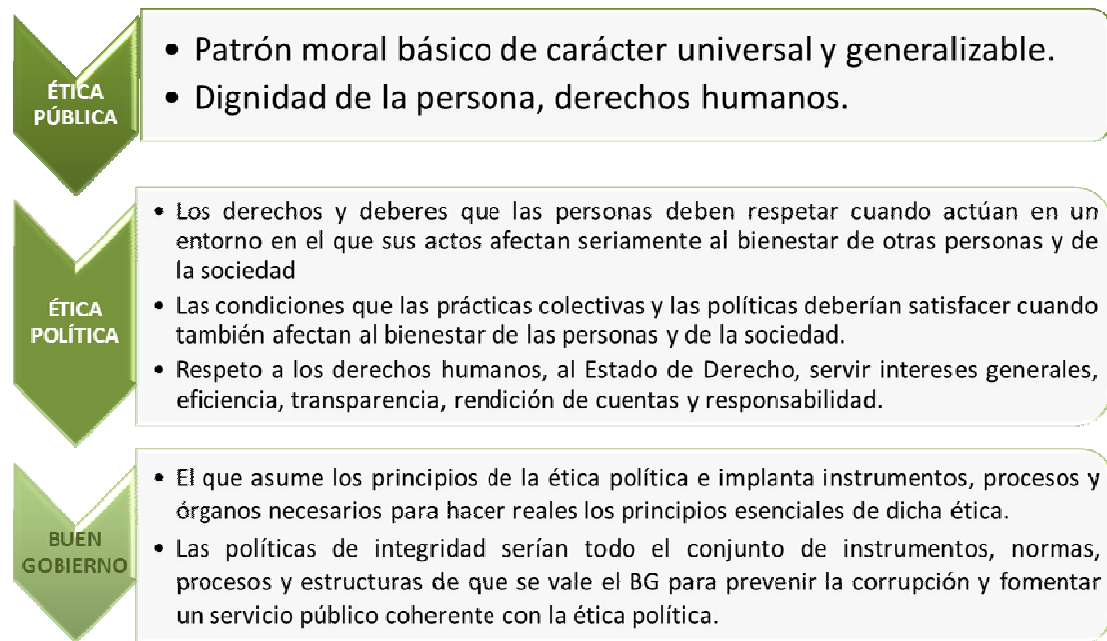 ÉTICA
PÚBLICA
• Patrón moral básico de carácter universal y generalizable.
• Dignidad de la persona, derechos humanos.
ÉTICA
POLÍTICA
• Los derechos y deberes que las personas deben respetar cuando actúan en un
entorno en el que sus actos afectan seriamente al bienestar de otras personas y de
la sociedad
• Las condiciones que las prácticas colectivas y las políticas deberían satisfacer cuando
también afectan al bienestar de las personas y de la sociedad.
• Respeto a los derechos humanos, al Estado de Derecho, servir intereses generales,
eficiencia, transparencia, rendición de cuentas y responsabilidad.
BUEN
GOBIERNO
• El que asume los principios de la ética política e implanta instrumentos, procesos y
órganos necesarios para hacer reales los principios esenciales de dicha ética.
• Las políticas de integridad serían todo el conjunto de instrumentos, normas,
procesos y estructuras de que se vale el BG para prevenir la corrupción y fomentar
un servicio público coherente con la ética política.